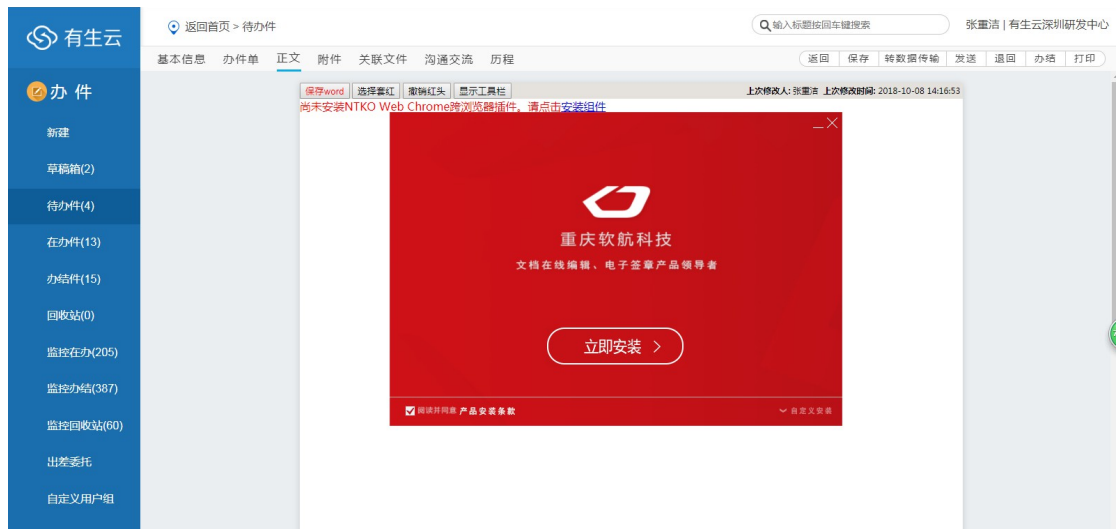 有生云
返回首页 > 待办件
输入标题按回车键搜索
张重洁 | 有生云深圳研发中心
基本信息 办件单 正文 附件 关联文件 沟通交流 历程
返回 保存 转数据传输 发送 退回 办结 打印
办 件
新建
草稿箱(2)
待办件(4)
在办件(13)
办结件(15)
回收站(0)
监控在办(205)
监控办结(387)
监控回收站(60)
出差委托
自定义用户组
保存word 选择套红 撤销红头 显示工具栏
上次修改人: 张重洁 上次修改时间: 2018-10-08 14:16:53
尚未安装NTKO Web Chrome跨浏览器插件。请点击安装组件
重庆软航科技
文档在线编辑、电子签章产品领导者
立即安装 >
阅读并同意 产品安装条款
自定义安装